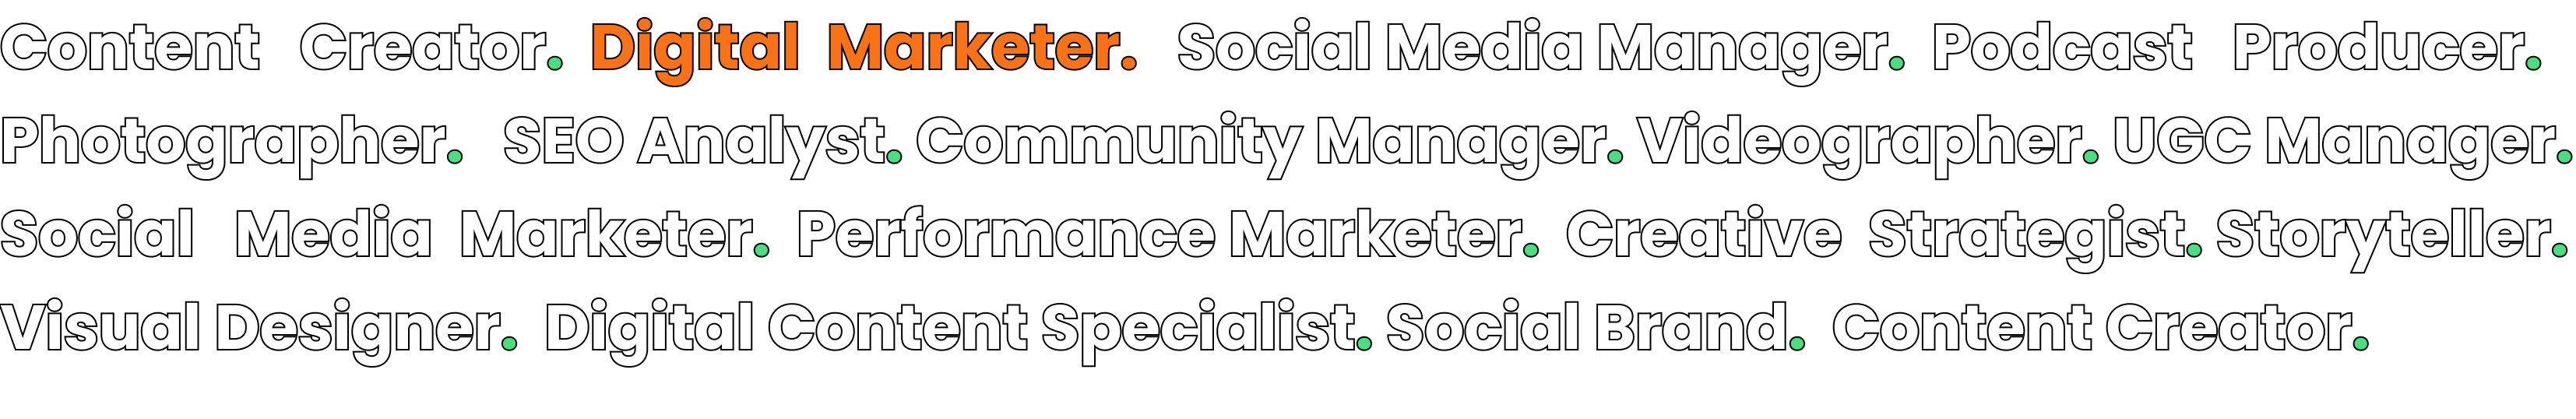 Content Creator. Digital Marketer. Social Media Manager. Podcast Producer.
Photographer. SEO Analyst. Community Manager. Videographer. UGC Manager.
Social Media Marketer. Performance Marketer. Creative Strategist. Storyteller.
Visual Designer. Digital Content Specialist. Social Brand. Content Creator.